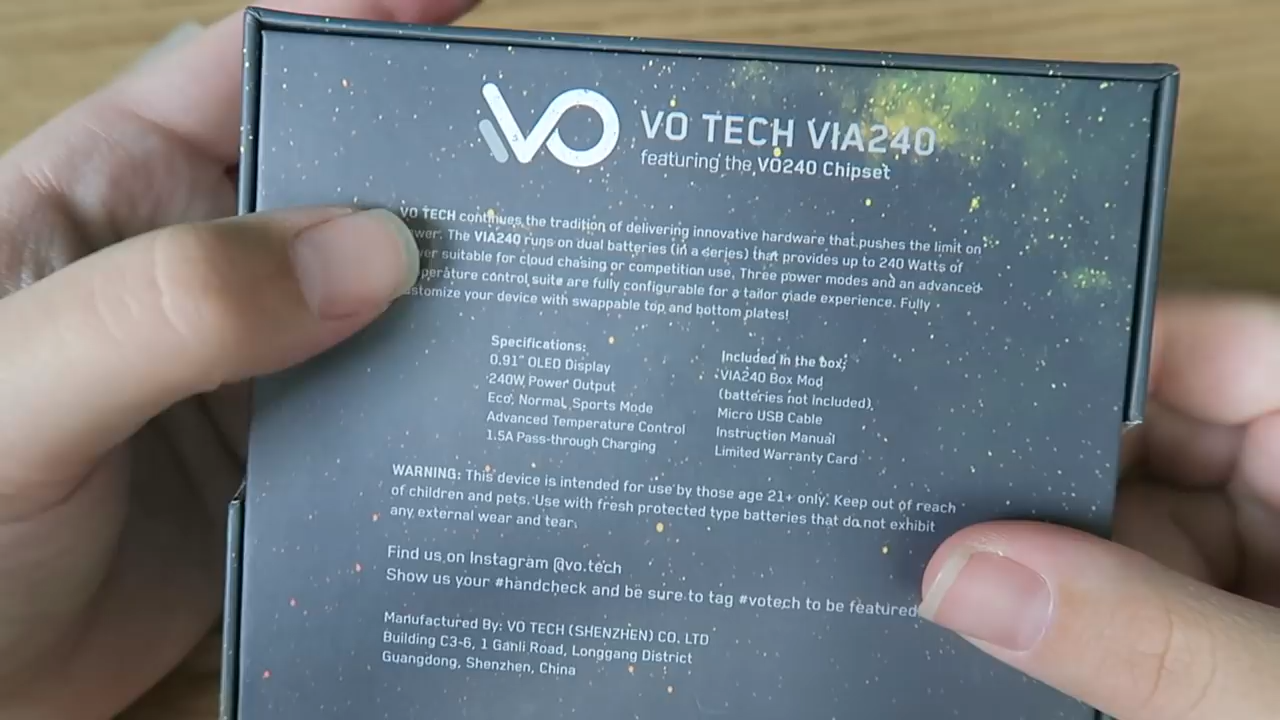 VO
VO TECH VIA240
featuring the VO240 Chipset
VO TECH continues the tradition of delivering innovative hardware that pushes the limit on
The VIA240 runs on dual batteries (in a series) that provides up to 240 Watts of
suitable for cloud chasing or competition use. Three power modes and an advanced
control suite are fully configurable for a tailor made experience. Fully
your device with swappable top and bottom plates!
Specifications:
0.91" OLED Display
240W Power Output
Eco, Normal, Sports Mode
Advanced Temperature Control
1.5A Pass-through Charging
Included in the box:
VIA240 Box Mod
(batteries not included)
Micro USB Cable
Instruction Manual
Limited Warranty Card
WARNING: This device is intended for use by those age 21+ only. Keep out of reach
of children and pets. Use with fresh protected type batteries that do not exhibit
any external wear and tear.
Find us on Instagram @vo.tech
Show us your #handcheck and be sure to tag #votech to be featured
Manufactured By: VO TECH (SHENZHEN) CO. LTD
Building C3-6, 1 Ganli Road, Longgang District
Guangdong, Shenzhen, China